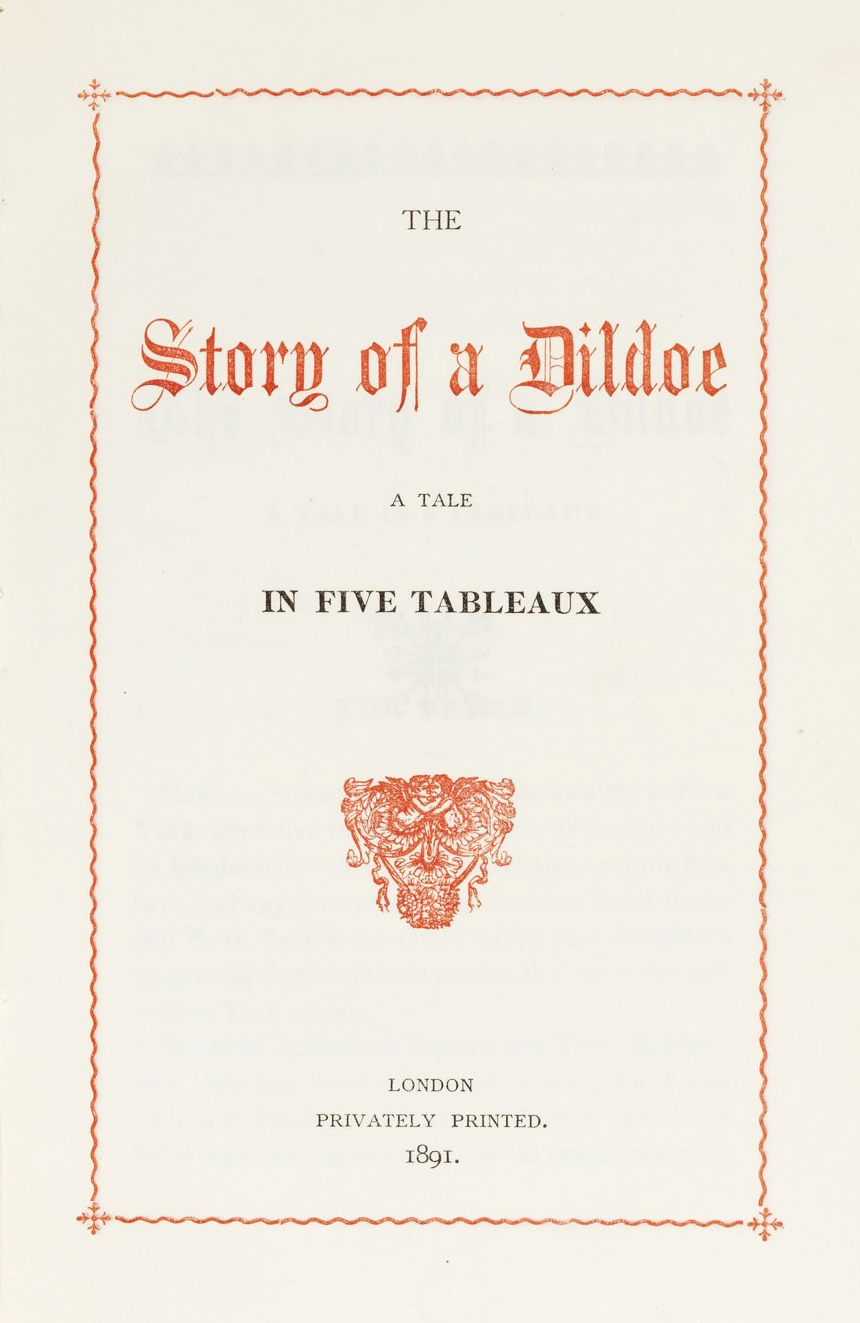 THE
Story of a Dildoe
A TALE
IN FIVE TABLEAUX
LONDON
PRIVATELY PRINTED.
1891.